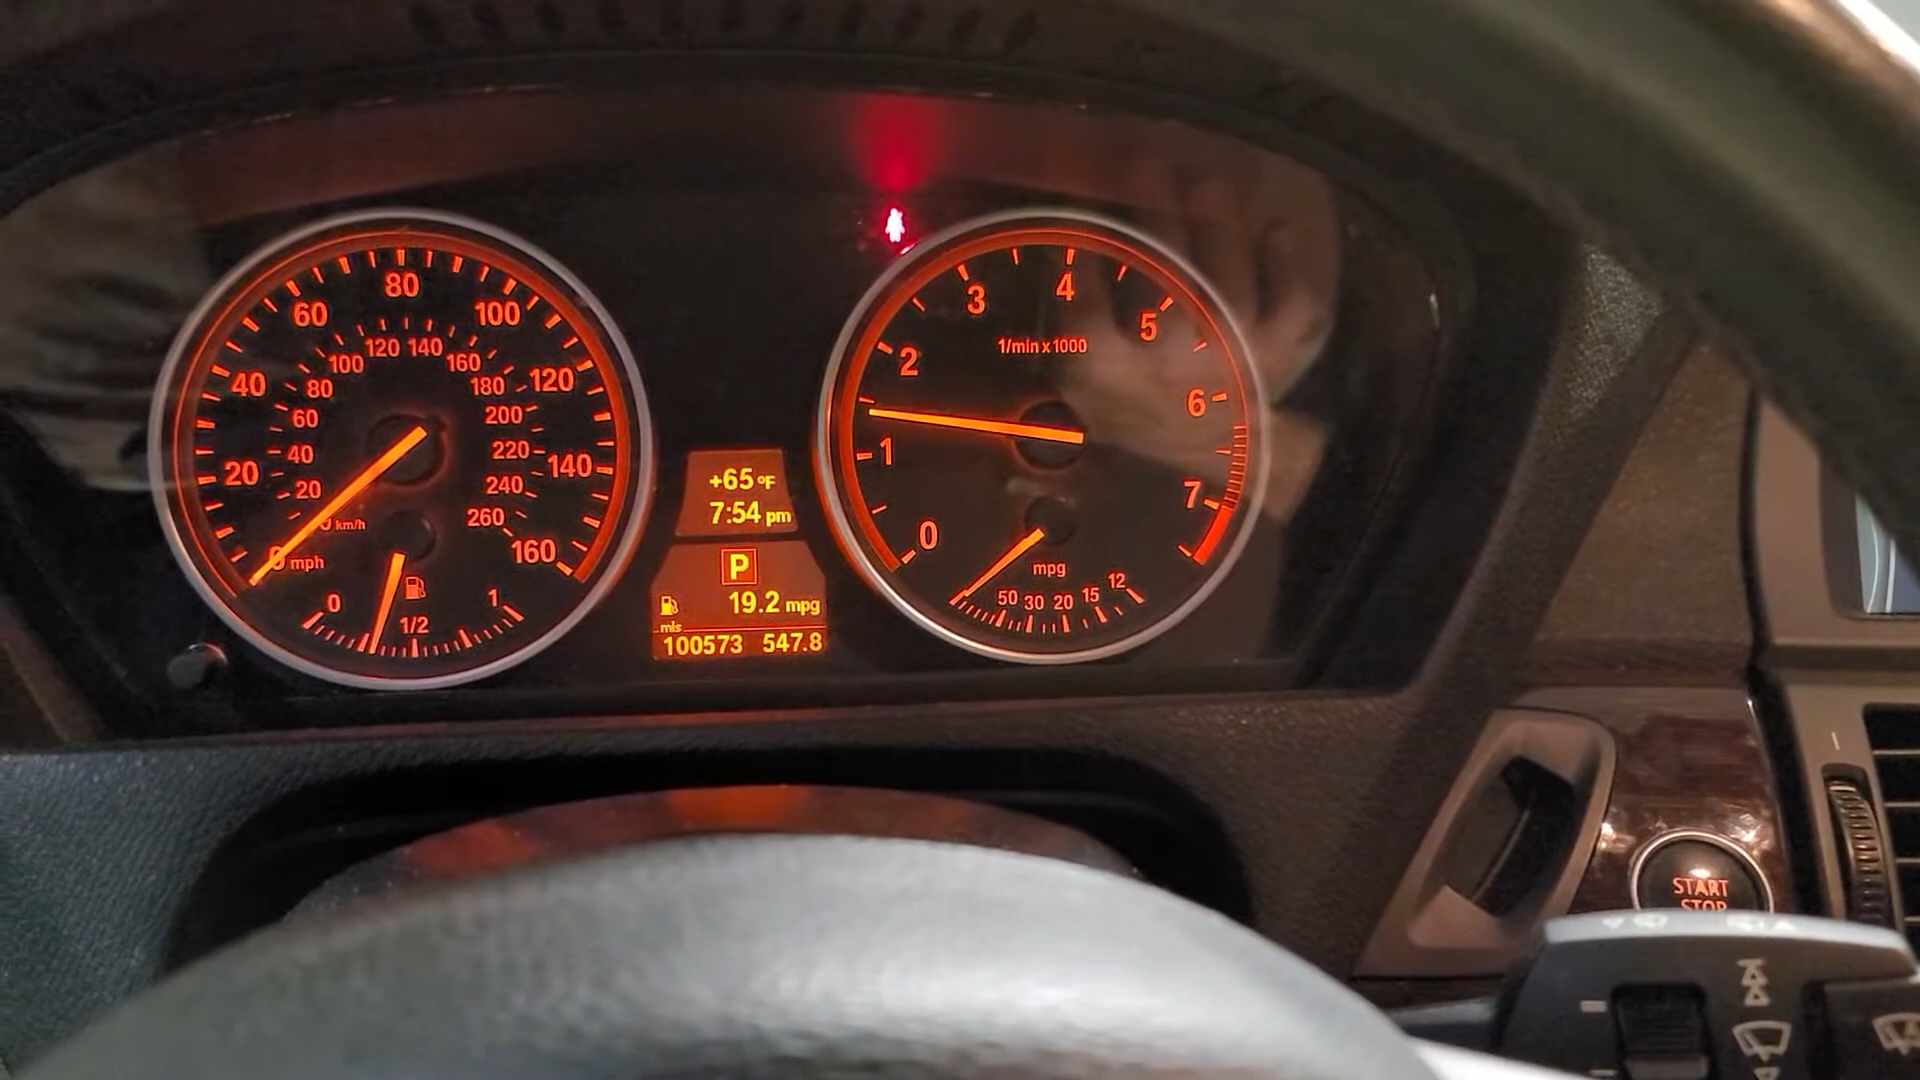 80
60
100
40
120
20
140
160
mph
100 120 140 160
80
180
60
200
40
220
20
240
260
km/h
0
1/2
1
+65 °F
7:54 pm
P
19.2 mpg
mls
100573 547.8
3
4
2
5
1/min x 1000
6
1
7
0
mpg
50 30 20 15 12
START
STOP